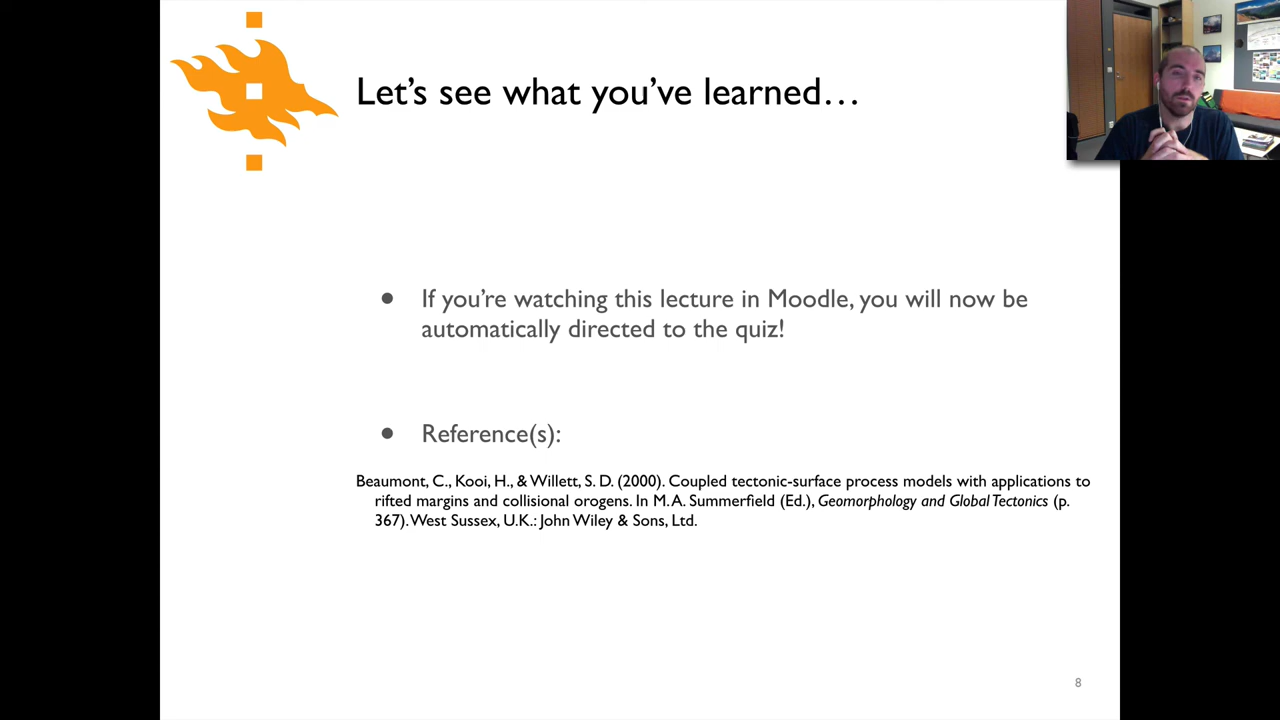 Let’s see what you’ve learned…
● If you’re watching this lecture in Moodle, you will now be
automatically directed to the quiz!
● Reference(s):
Beaumont, C., Kooi, H., & Willett, S. D. (2000). Coupled tectonic-surface process models with applications to
rifted margins and collisional orogens. In M. A. Summerfield (Ed.), Geomorphology and Global Tectonics (p.
367). West Sussex, U.K.: John Wiley & Sons, Ltd.
8